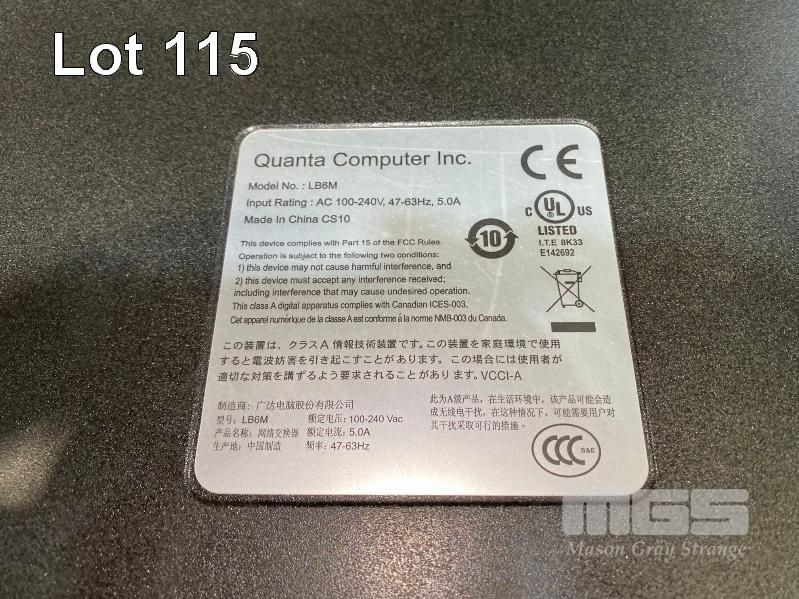 Lot 115
Quanta Computer Inc.
Model No. : LB6M
Input Rating : AC 100-240V, 47-63Hz, 5.0A
Made In China CS10
CE
10
C UL US
LISTED
I.T.E 8K33
E142692
This device complies with Part 15 of the FCC Rules.
Operation is subject to the following two conditions:
1) this device may not cause harmful interference, and
2) this device must accept any interference received;
including interference that may cause undesired operation.
This class A digital apparatus complies with Canadian ICES-003.
Cet apparel numérique de la classe A est conforme á la norme NMB-003 du Canada.
この装置は、クラスA 情報技術装置です。この装置を家庭環境で使用
すると電波妨害を引き起こすことがあります。この場合には使用者が
適切な対策を講ずるよう要求されることがあります。VCCI-A
制造商: 广达电脑股份有限公司
型号: LB6M 额定电压: 100-240 Vac
产品名称: 网络交换器 额定电流: 5.0A
生产地: 中国制造 频率: 47-63Hz
此为A级产品, 在生活环境中, 该产品可能会造
成无线电干扰, 在这种情况下, 可能需要用户对
其干扰采取可行的措施。
CCC S&E
MGS
Mason Gray Strange